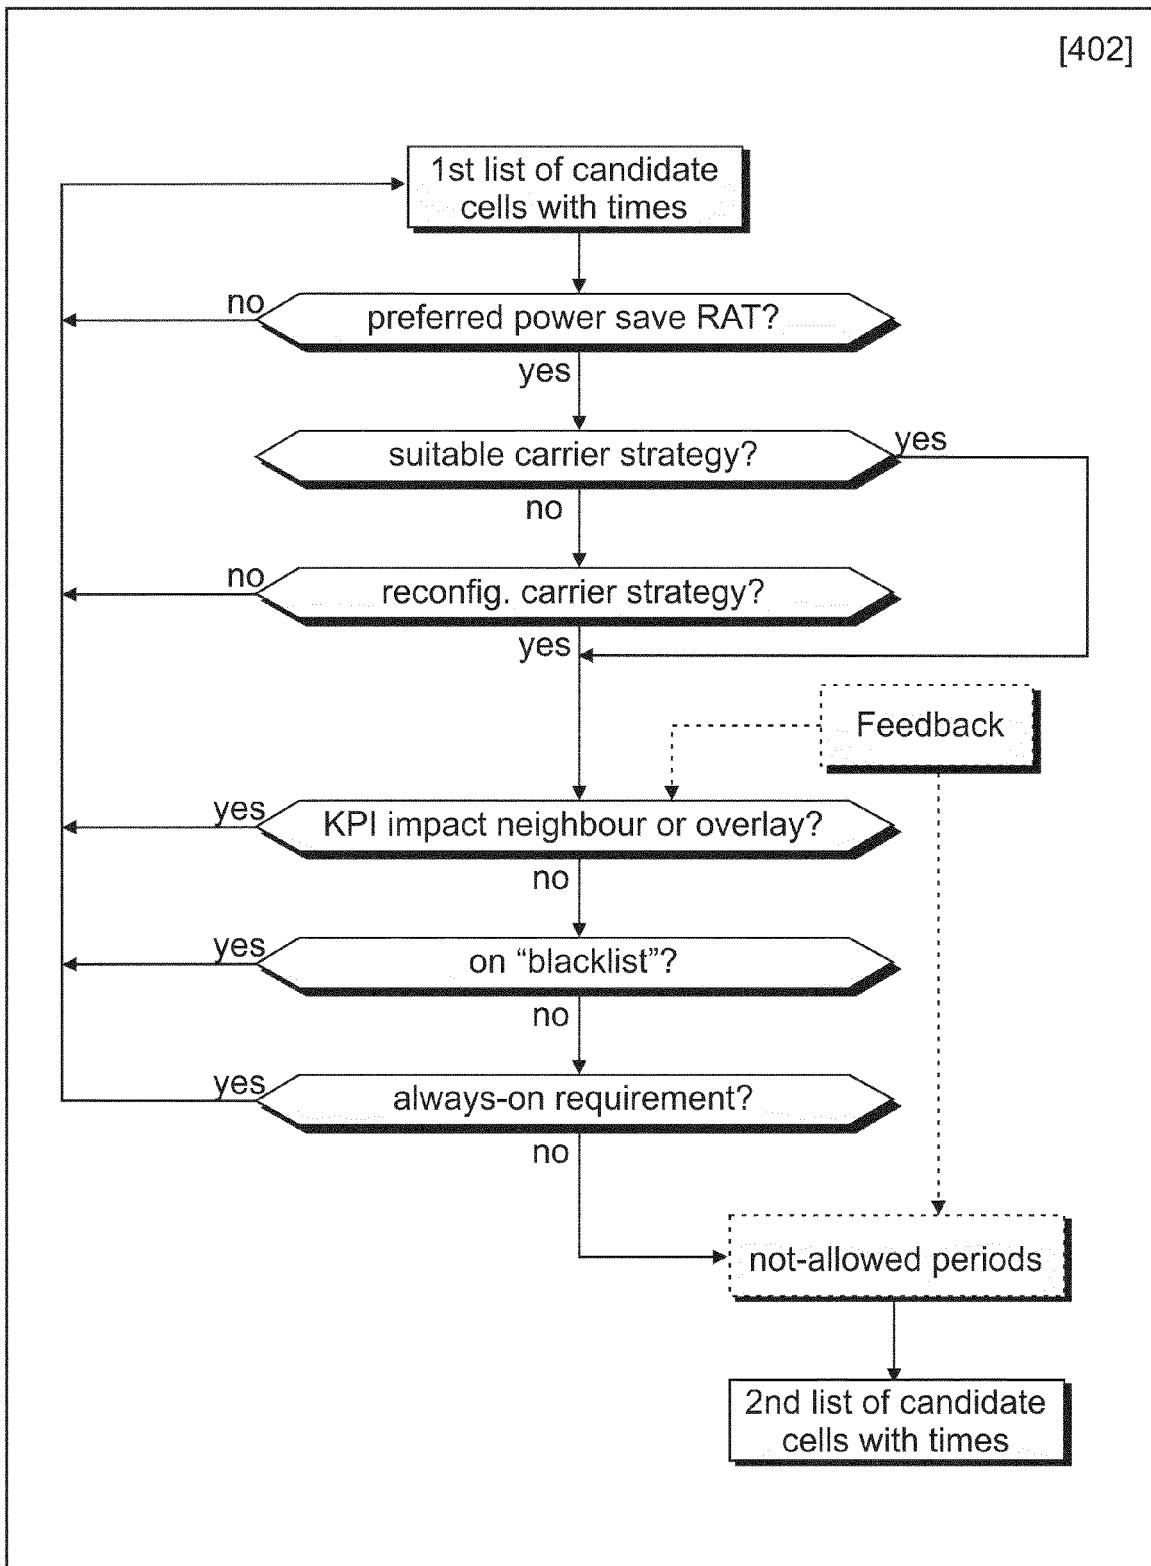 [402]
1st list of candidate
cells with times
no
preferred power save RAT?
yes
suitable carrier strategy?
yes
no
no
reconfig. carrier strategy?
yes
Feedback
yes
KPI impact neighbour or overlay?
no
yes
on “blacklist”?
no
yes
always-on requirement?
no
not-allowed periods
2nd list of candidate
cells with times